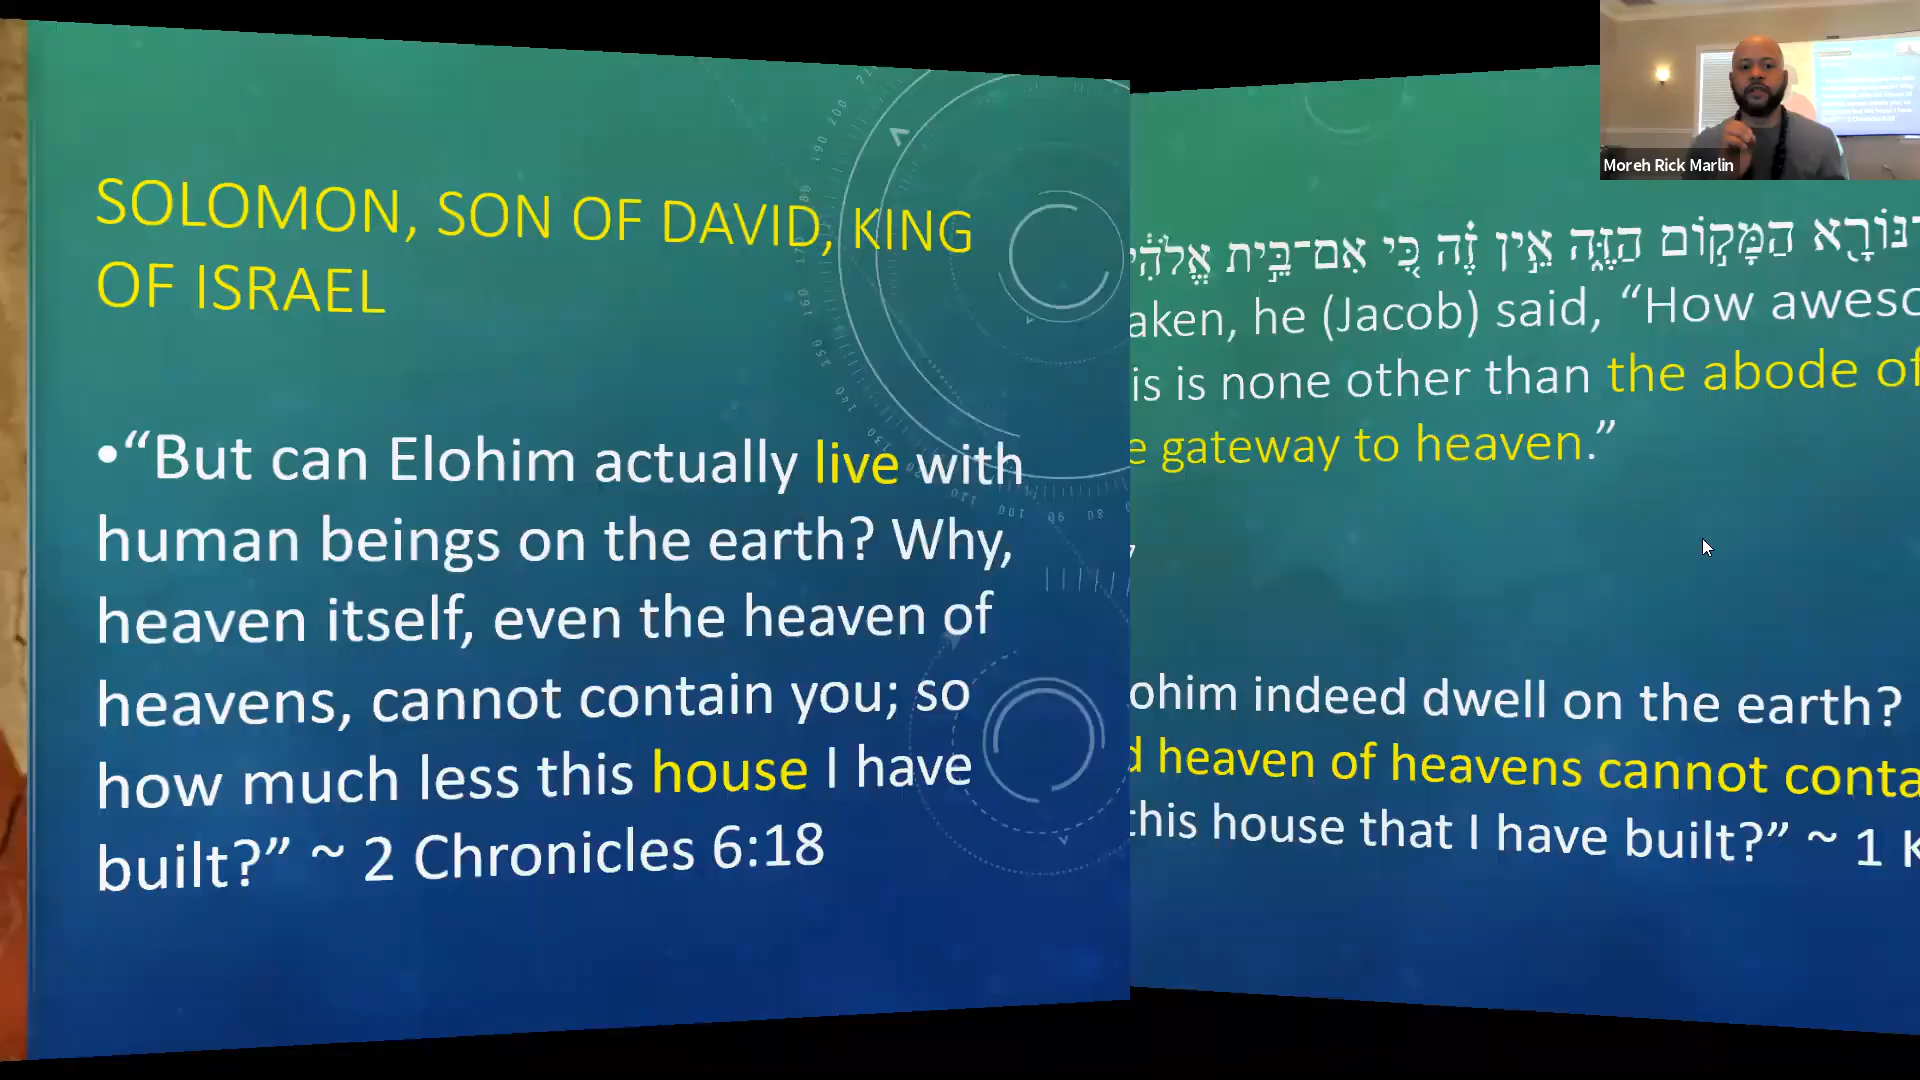 SOLOMON, SON OF DAVID, KING
OF ISRAEL
•“But can Elohim actually live with
human beings on the earth? Why,
heaven itself, even the heaven of
heavens, cannot contain you; so
how much less this house I have
built?” ~ 2 Chronicles 6:18
Moreh Rick Marlin
נּוֹרָ֖א הַמָּק֣וֹם הַזֶּ֑ה אֵ֣ין זֶ֗ה כִּ֚י אִם־בֵּ֣ית אֱלֹהִ֔י
aken, he (Jacob) said, “How aweso
is is none other than the abode of
e gateway to heaven.”
ohim indeed dwell on the earth?
d heaven of heavens cannot conta
this house that I have built?” ~ 1 K